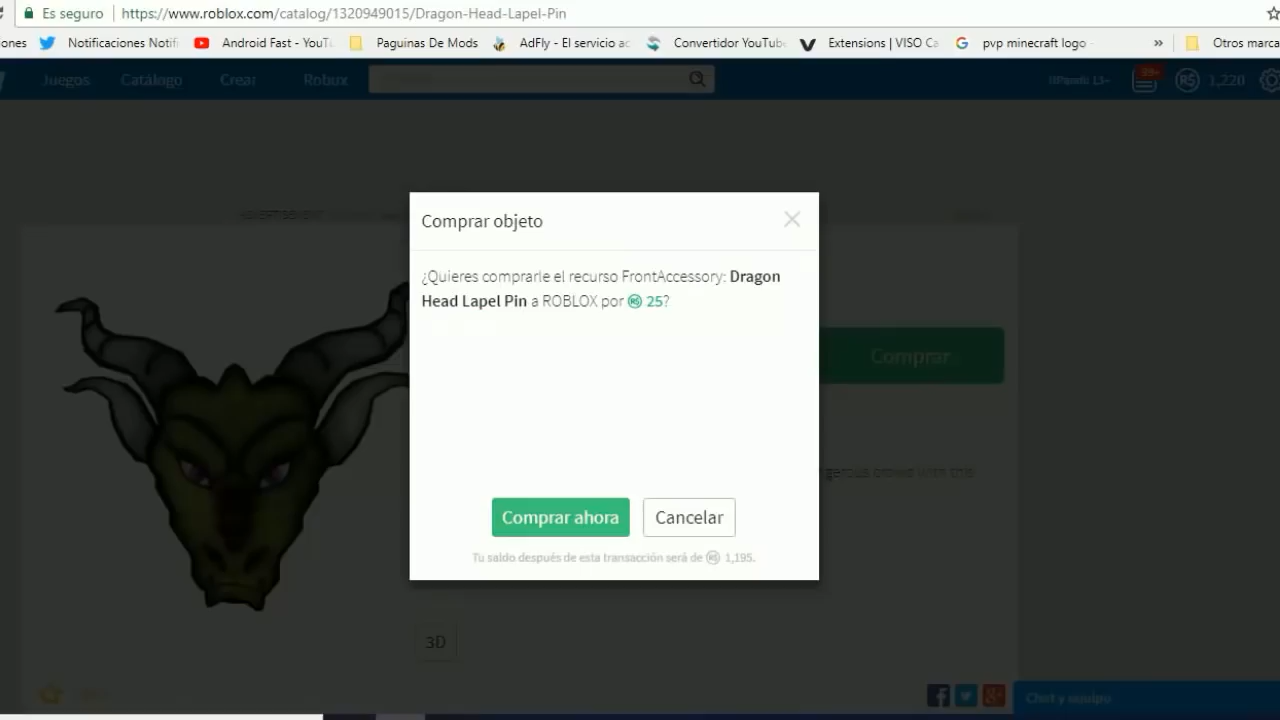 Es seguro https://www.roblox.com/catalog/1320949015/Dragon-Head-Lapel-Pin
ones Notificaciones Notifi Android Fast - YouTu Paguinas De Mods AdFly - El servicio ac Convertidor YouTube Extensions | VISO Ca pvp minecraft logo - » Otros marca
Juegos Catálogo Crear Robux 99+ R$ 1,220
Comprar objeto
¿Quieres comprarle el recurso FrontAccessory: Dragon
Head Lapel Pin a ROBLOX por R$ 25?
Comprar
with this
Comprar ahora Cancelar
Tu saldo después de esta transacción será de R$ 1,195.
3D
Chat y equipo